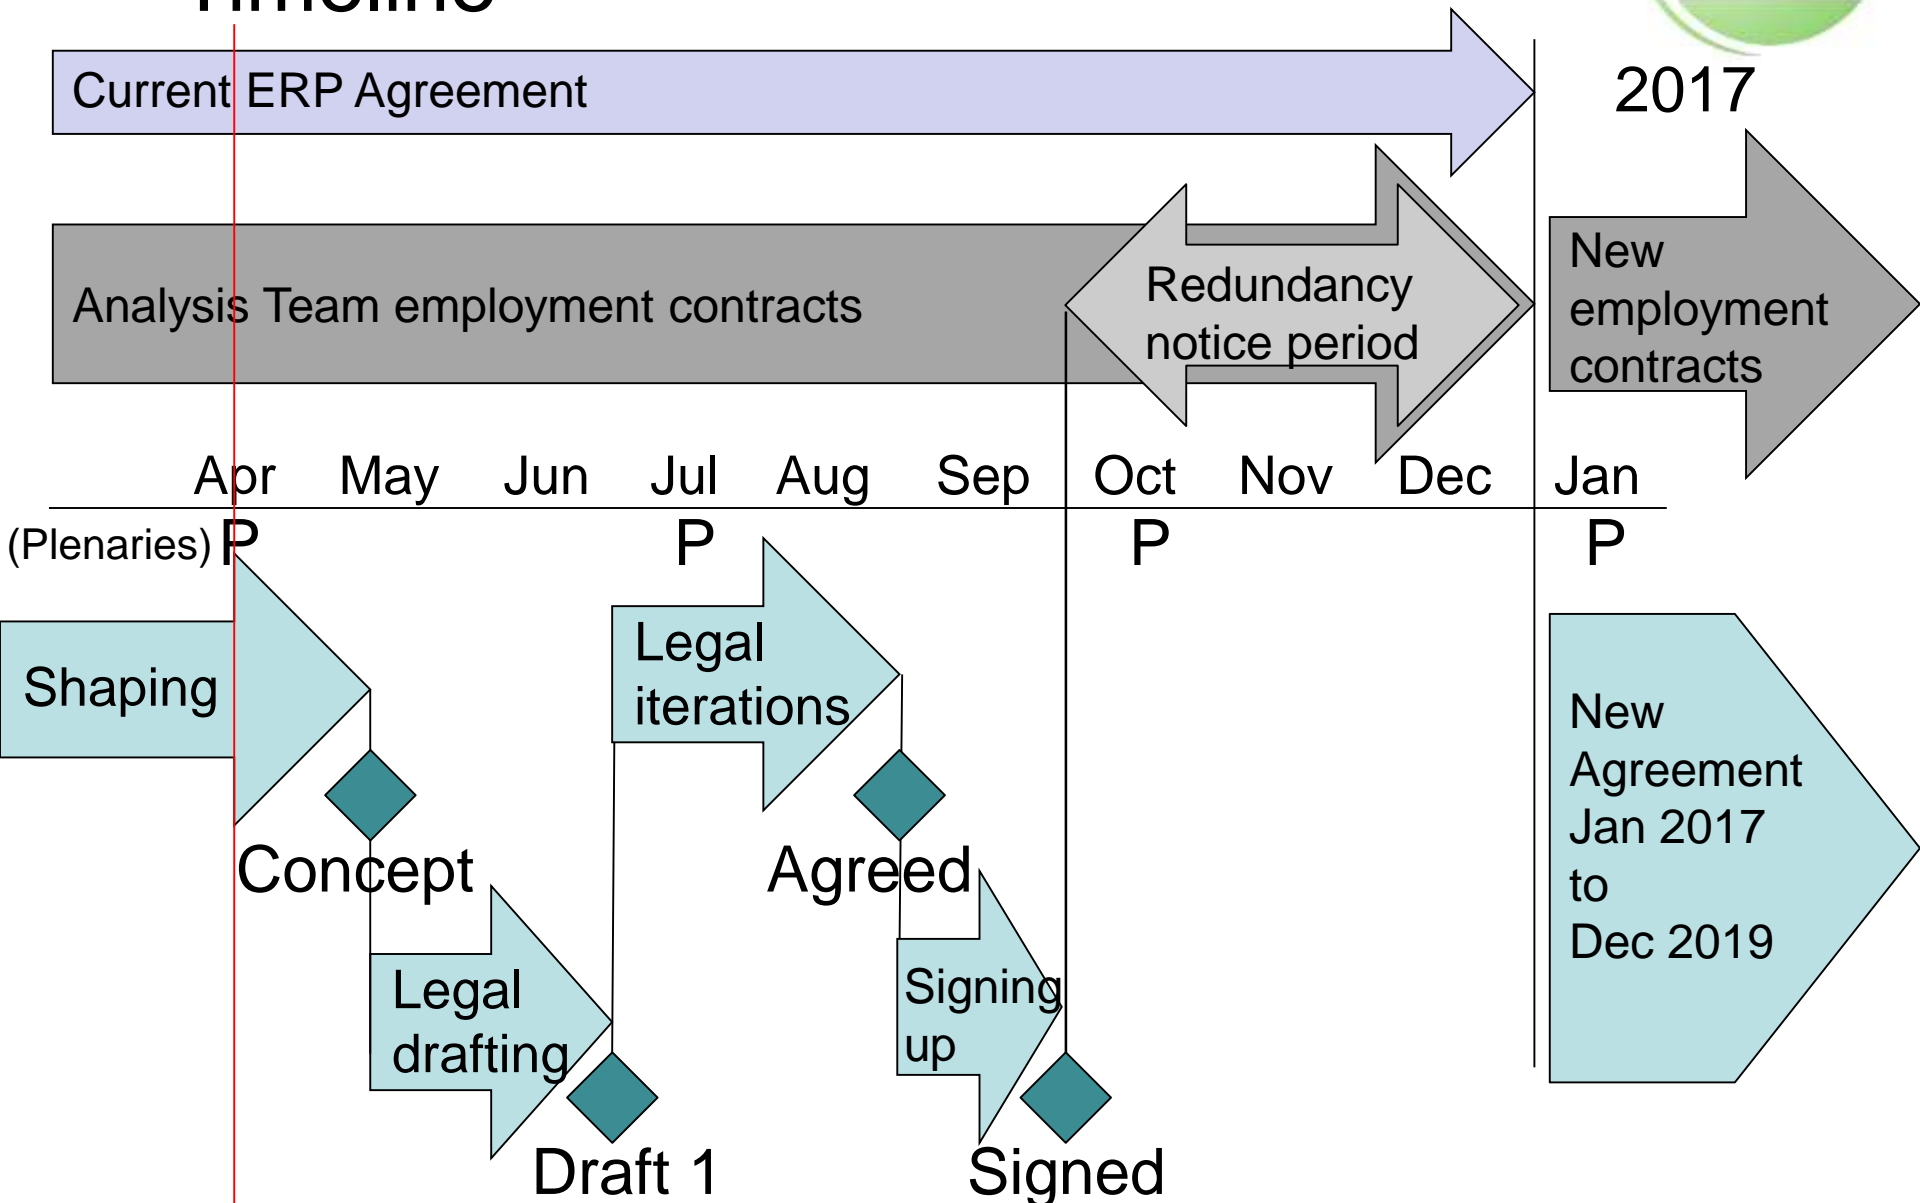 Timeline
Current ERP Agreement
2017
Analysis Team employment contracts
Redundancy
notice period
New
employment
contracts
Apr May Jun Jul Aug Sep Oct Nov Dec Jan
(Plenaries) P P P P
Shaping
Legal
iterations
Concept
Agreed
Legal
drafting
Signing
up
Draft 1
Signed
New
Agreement
Jan 2017
to
Dec 2019